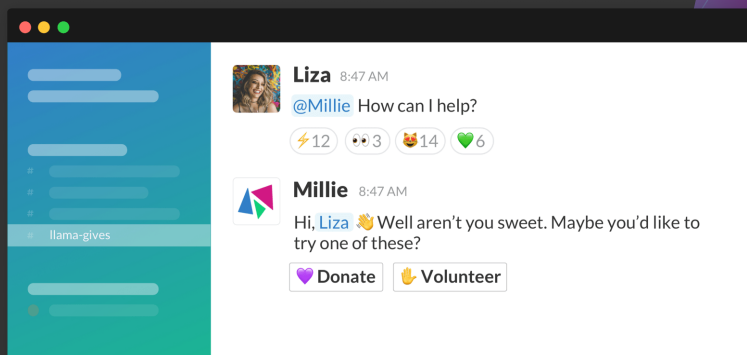 Liza 8:47 AM
@Millie How can I help?
⚡12 👀3 😻14 💚6
Millie 8:47 AM
Hi, Liza 👋 Well aren’t you sweet. Maybe you’d like to
try one of these?
💜 Donate ✋ Volunteer
#
#
#
# llama-gives